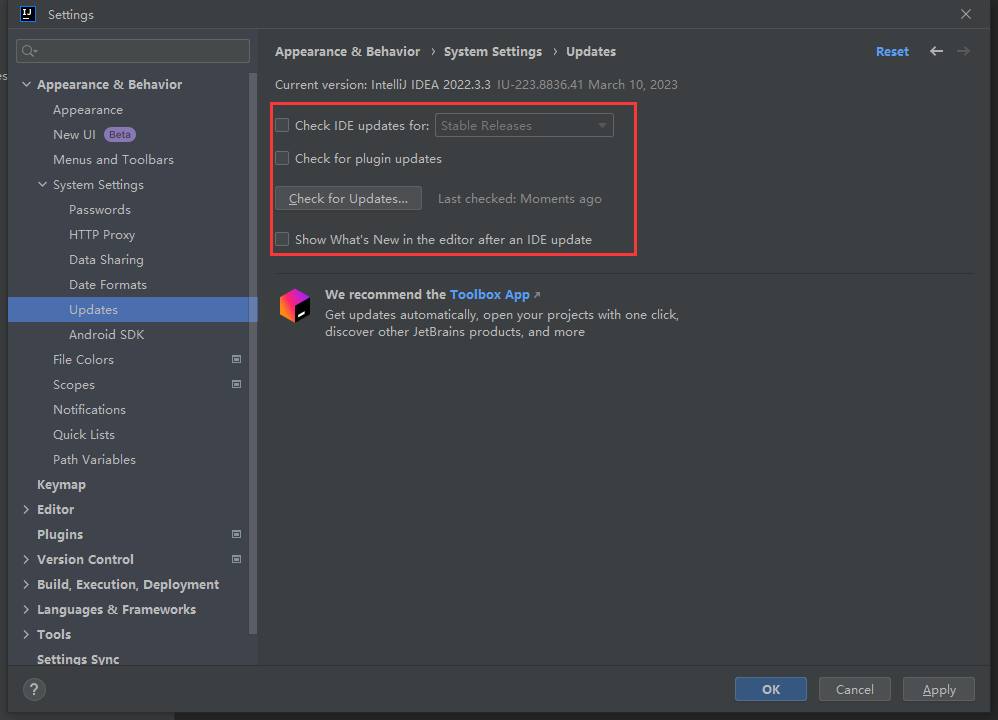 Settings
Appearance & Behavior
Appearance
New UI Beta
Menus and Toolbars
System Settings
Passwords
HTTP Proxy
Data Sharing
Date Formats
Updates
Android SDK
File Colors
Scopes
Notifications
Quick Lists
Path Variables
Keymap
Editor
Plugins
Version Control
Build, Execution, Deployment
Languages & Frameworks
Tools
Settings Sync
Appearance & Behavior › System Settings › Updates
Reset
Current version: IntelliJ IDEA 2022.3.3 IU-223.8836.41 March 10, 2023
Check IDE updates for: Stable Releases
Check for plugin updates
Check for Updates... Last checked: Moments ago
Show What's New in the editor after an IDE update
We recommend the Toolbox App ↗
Get updates automatically, open your projects with one click,
discover other JetBrains products, and more
?
OK
Cancel
Apply